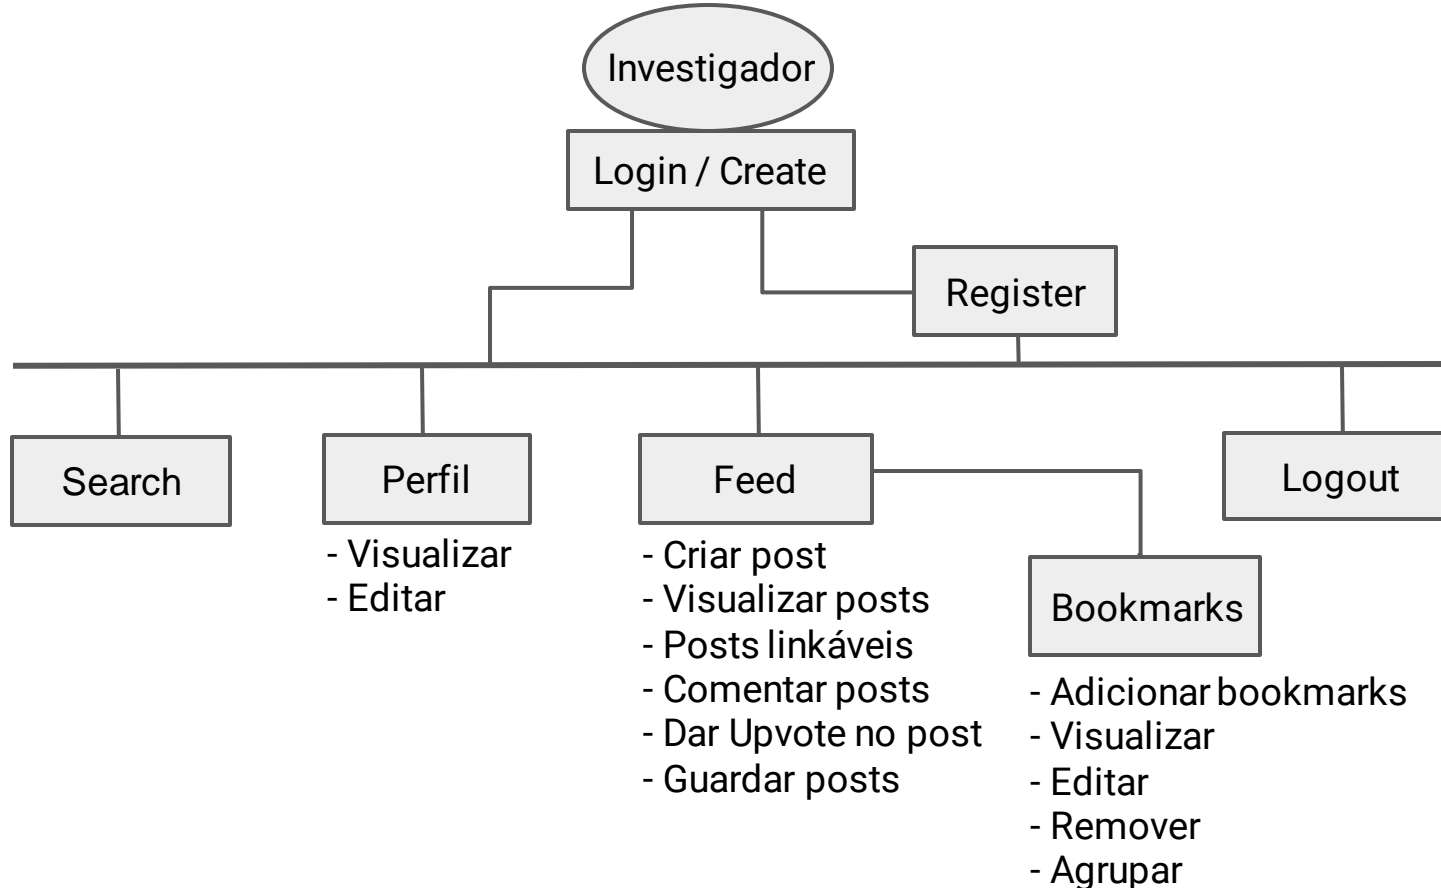 Investigador
Login / Create
Register
Search
Perfil
- Visualizar
- Editar
Feed
- Criar post
- Visualizar posts
- Posts linkáveis
- Comentar posts
- Dar Upvote no post
- Guardar posts
Logout
Bookmarks
- Adicionar bookmarks
- Visualizar
- Editar
- Remover
- Agrupar